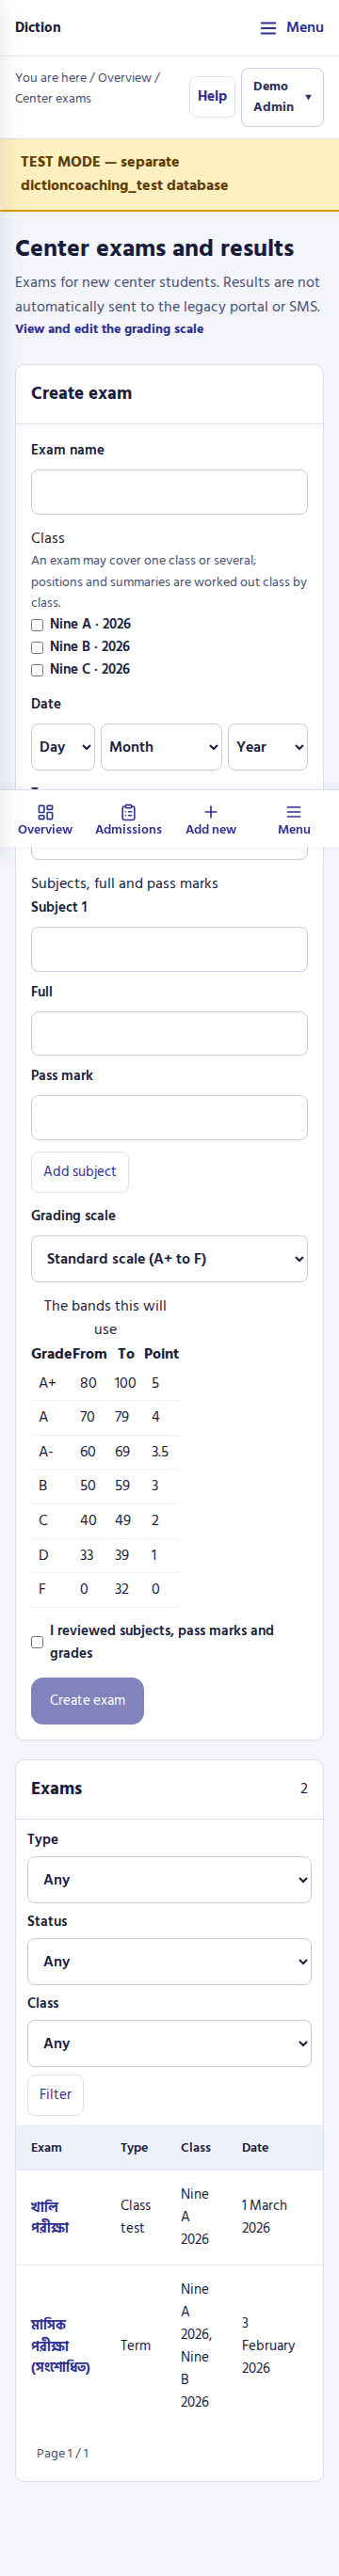 Diction
Menu
You are here / Overview /
Center exams
Help
Demo
Admin
TEST MODE — separate
dictioncoaching_test database
Center exams and results
Exams for new center students. Results are not
automatically sent to the legacy portal or SMS.
View and edit the grading scale
Create exam
Exam name
Class
An exam may cover one class or several;
positions and summaries are worked out class by
class.
Nine A · 2026
Nine B · 2026
Nine C · 2026
Date
Day Month Year
Overview Admissions Add new Menu
Subjects, full and pass marks
Subject 1
Full
Pass mark
Add subject
Grading scale
Standard scale (A+ to F)
The bands this will
use
Grade From To Point
A+ 80 100 5
A 70 79 4
A- 60 69 3.5
B 50 59 3
C 40 49 2
D 33 39 1
F 0 32 0
I reviewed subjects, pass marks and
grades
Create exam
Exams 2
Type
Any
Status
Any
Class
Any
Filter
Exam Type Class Date
খালি
পরীক্ষা
Class
test
Nine
A
2026
1 March
2026
মাসিক
পরীক্ষা
(সংশোধিত)
Term
Nine
A
2026,
Nine
B
2026
3
February
2026
Page 1 / 1